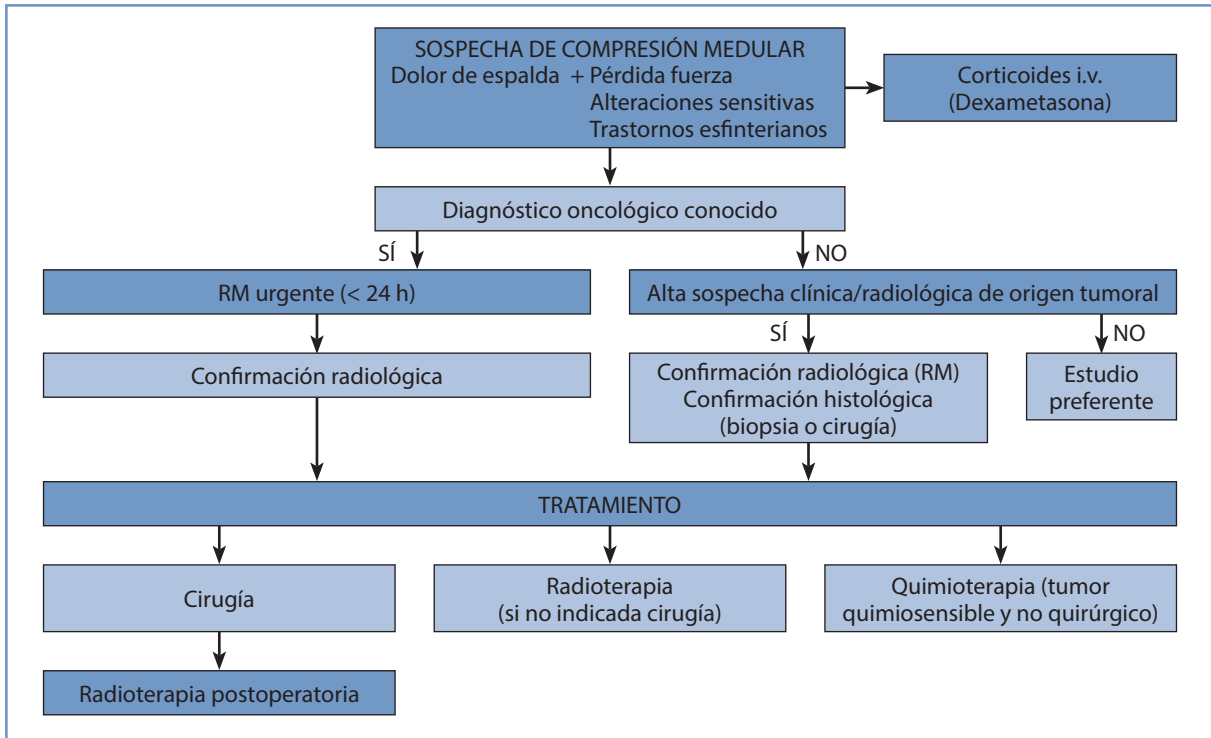 SOSPECHA DE COMPRESIÓN MEDULAR
Dolor de espalda + Pérdida fuerza
Alteraciones sensitivas
Trastornos esfinterianos
Corticoides i.v.
(Dexametasona)
Diagnóstico oncológico conocido
SÍ
NO
RM urgente (< 24 h)
Alta sospecha clínica/radiológica de origen tumoral
SÍ
NO
Confirmación radiológica
Confirmación radiológica (RM)
Confirmación histológica
(biopsia o cirugía)
Estudio
preferente
TRATAMIENTO
Cirugía
Radioterapia
(si no indicada cirugía)
Quimioterapia (tumor
quimiosensible y no quirúrgico)
Radioterapia postoperatoria